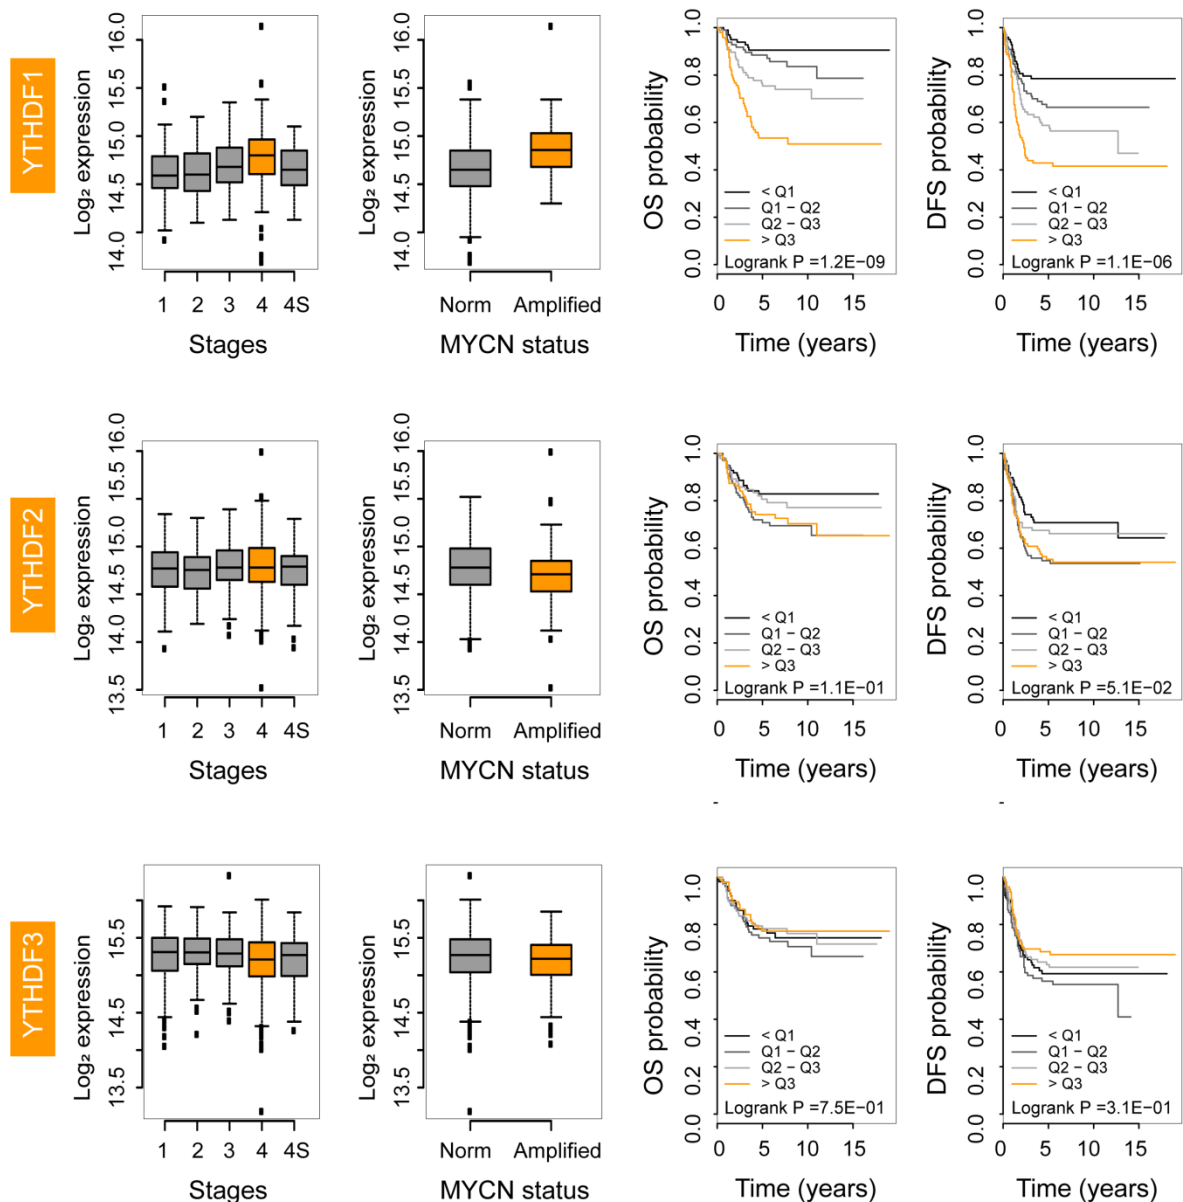 YTHDF1
Log₂ expression
14.0 14.5 15.0 15.5 16.0
1 2 3 4 4S
Stages
Log₂ expression
14.0 14.5 15.0 15.5 16.0
Norm Amplified
MYCN status
OS probability
0.0 0.2 0.4 0.6 0.8 1.0
< Q1
Q1 − Q2
Q2 − Q3
> Q3
Logrank P =1.2E−09
0 5 10 15
Time (years)
DFS probability
0.0 0.2 0.4 0.6 0.8 1.0
< Q1
Q1 − Q2
Q2 − Q3
> Q3
Logrank P =1.1E−06
0 5 10 15
Time (years)
YTHDF2
Log₂ expression
13.5 14.0 14.5 15.0 15.5 16.0
1 2 3 4 4S
Stages
Log₂ expression
13.5 14.0 14.5 15.0 15.5 16.0
Norm Amplified
MYCN status
OS probability
0.0 0.2 0.4 0.6 0.8 1.0
< Q1
Q1 − Q2
Q2 − Q3
> Q3
Logrank P =1.1E−01
0 5 10 15
Time (years)
DFS probability
0.0 0.2 0.4 0.6 0.8 1.0
< Q1
Q1 − Q2
Q2 − Q3
> Q3
Logrank P =5.1E−02
0 5 10 15
Time (years)
YTHDF3
Log₂ expression
13.5 14.5 15.5
1 2 3 4 4S
Stages
Log₂ expression
13.5 14.5 15.5
Norm Amplified
MYCN status
OS probability
0.0 0.2 0.4 0.6 0.8 1.0
< Q1
Q1 − Q2
Q2 − Q3
> Q3
Logrank P =7.5E−01
0 5 10 15
Time (years)
DFS probability
0.0 0.2 0.4 0.6 0.8 1.0
< Q1
Q1 − Q2
Q2 − Q3
> Q3
Logrank P =3.1E−01
0 5 10 15
Time (years)